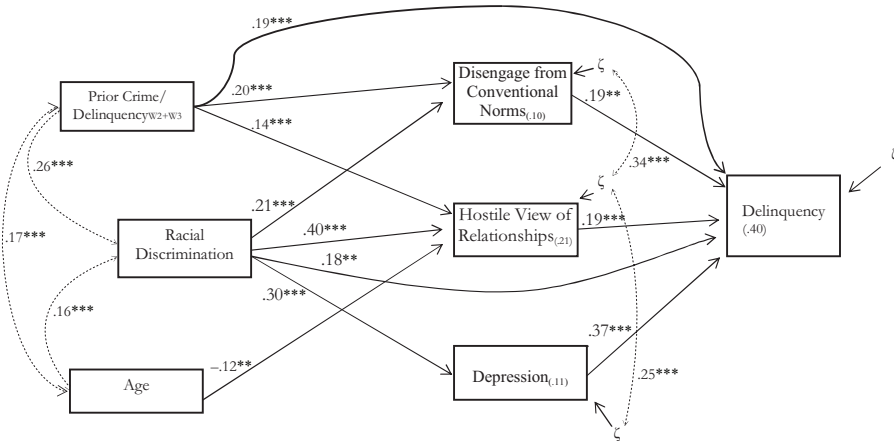 .19***
Prior Crime/
DelinquencyW2+W3
.20***
.14***
Disengage from
Conventional
Norms(.10)
ζ
.19**
.34***
ζ
.26***
.17***
Racial
Discrimination
.21***
.40***
.18**
.30***
ζ
Hostile View of
Relationships(.21)
.19***
Delinquency
(.40)
.16***
Age
–.12**
Depression(.11)
.37***
.25***
ζ